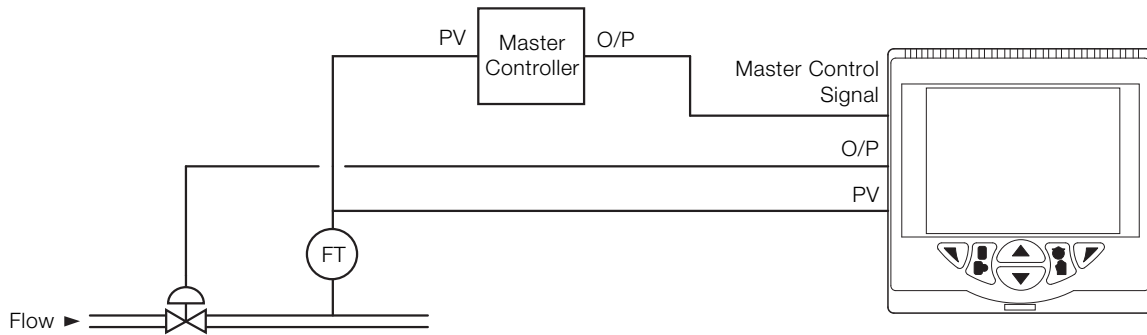 PV
Master
Controller
O/P
Master Control
Signal
O/P
PV
FT
Flow ►